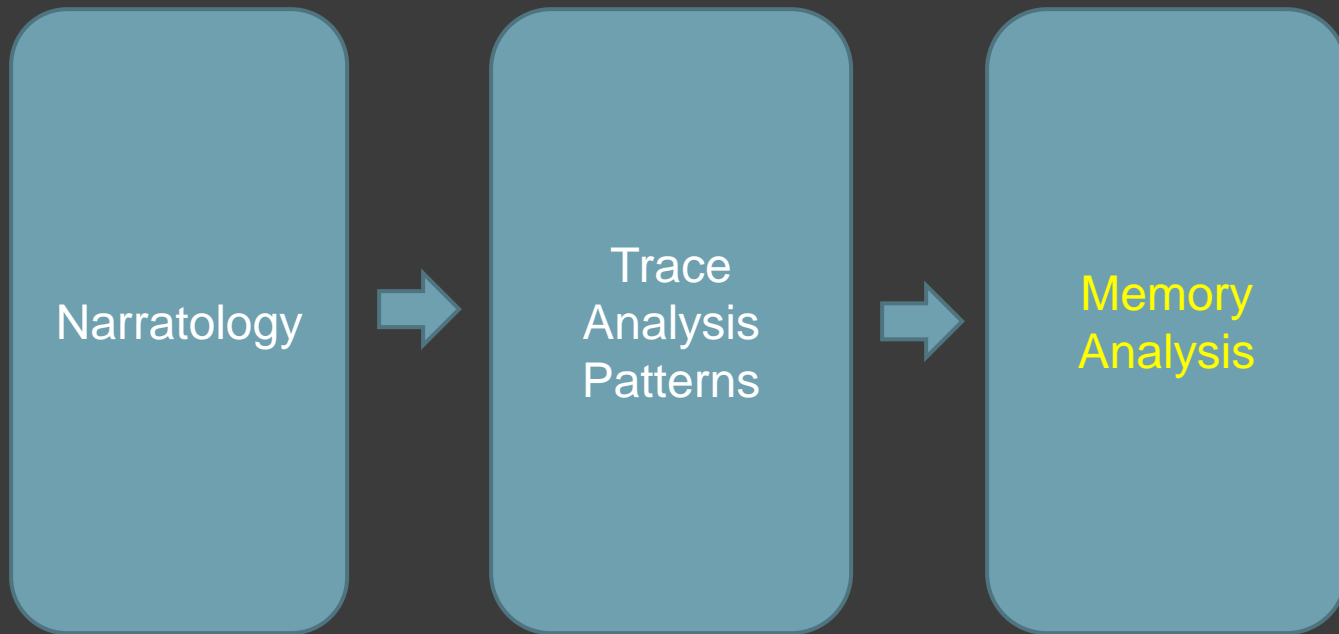 Narratology
Trace
Analysis
Patterns
Memory
Analysis